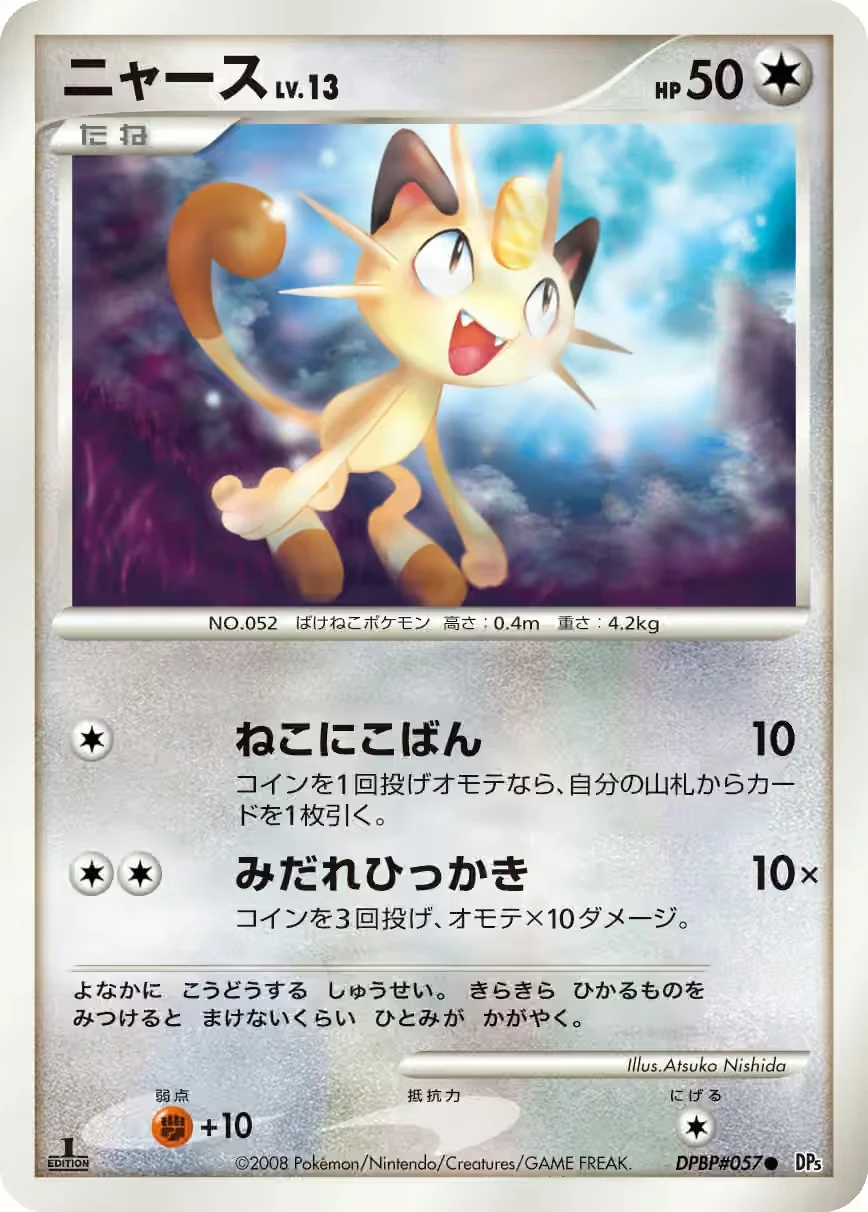 ニャース LV.13 HP 50
たね
NO.052 ばけねこポケモン 高さ：0.4m 重さ：4.2kg
ねこにこばん 10
コインを1回投げオモテなら、自分の山札からカー
ドを1枚引く。
みだれひっかき 10×
コインを3回投げ、オモテ×10ダメージ。
よなかに こうどうする しゅうせい。 きらきら ひかるものを
みつけると まけないくらい ひとみが かがやく。
Illus.Atsuko Nishida
弱点 抵抗力 にげる
+10
1 EDITION ©2008 Pokémon/Nintendo/Creatures/GAME FREAK. DPBP#057● DP5